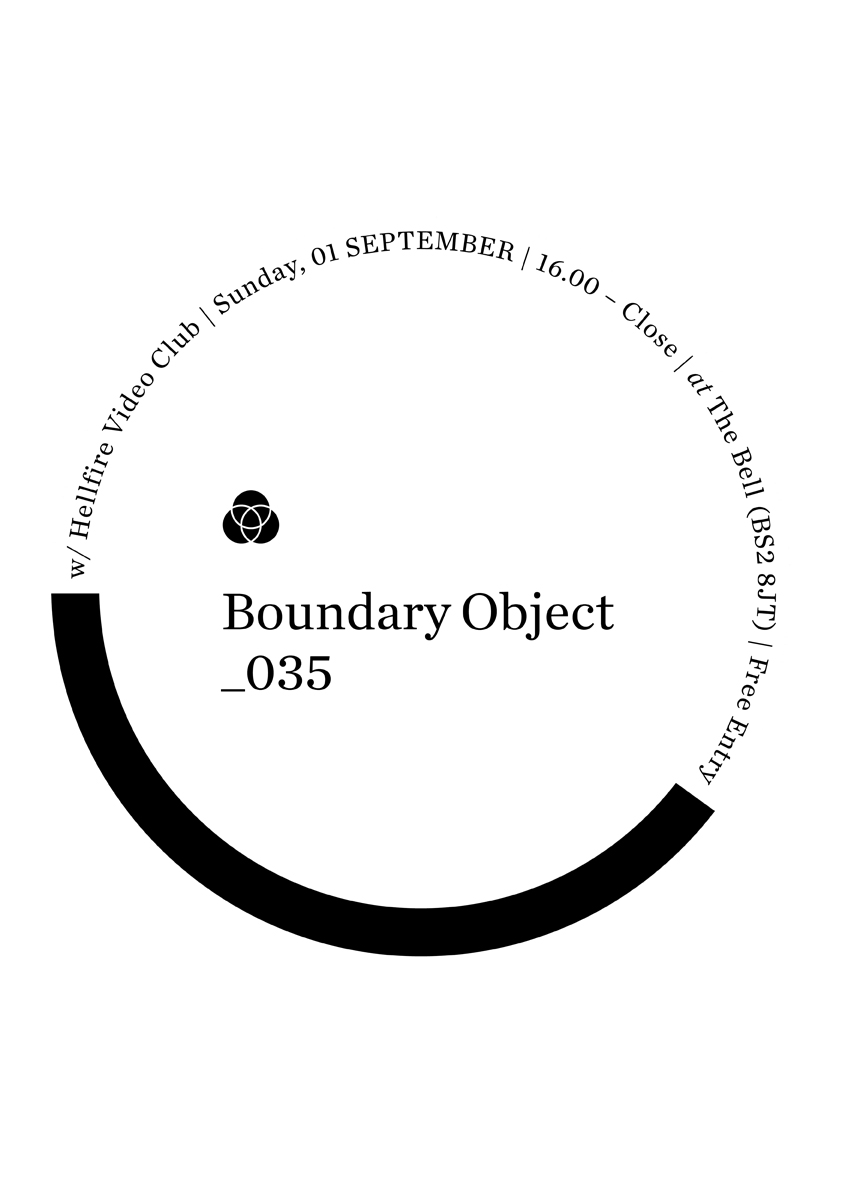 w/ Hellfire Video Club | Sunday, 01 SEPTEMBER | 16.00 – Close | at The Bell (BS2 8JT) | Free Entry
Boundary Object
_035